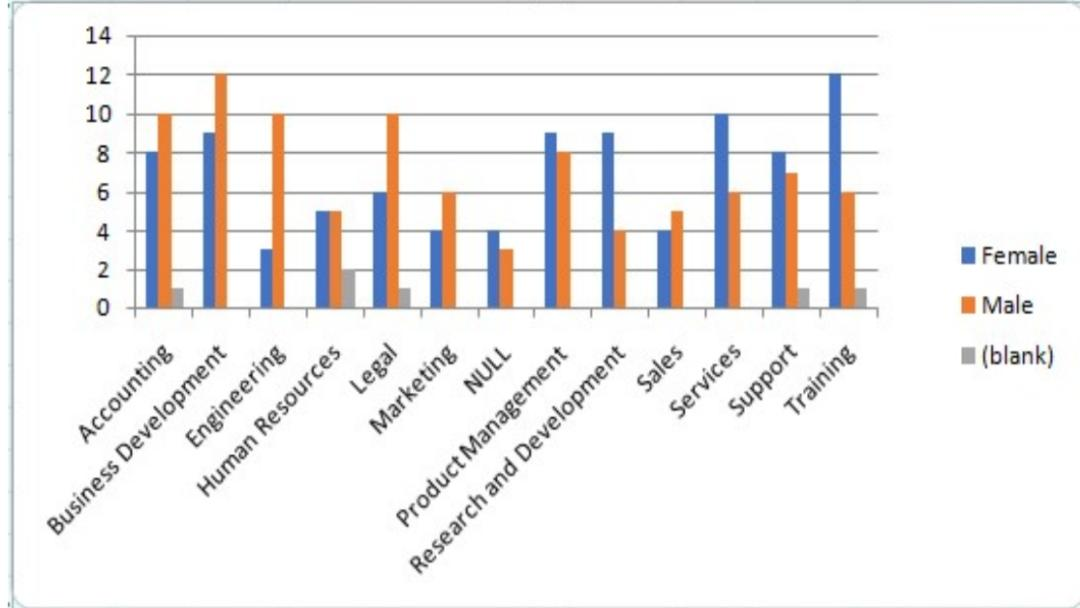 14
12
10
8
6
4
2
0
Accounting
Business Development
Engineering
Human Resources
Legal
Marketing
NULL
Product Management
Research and Development
Sales
Services
Support
Training
Female
Male
(blank)